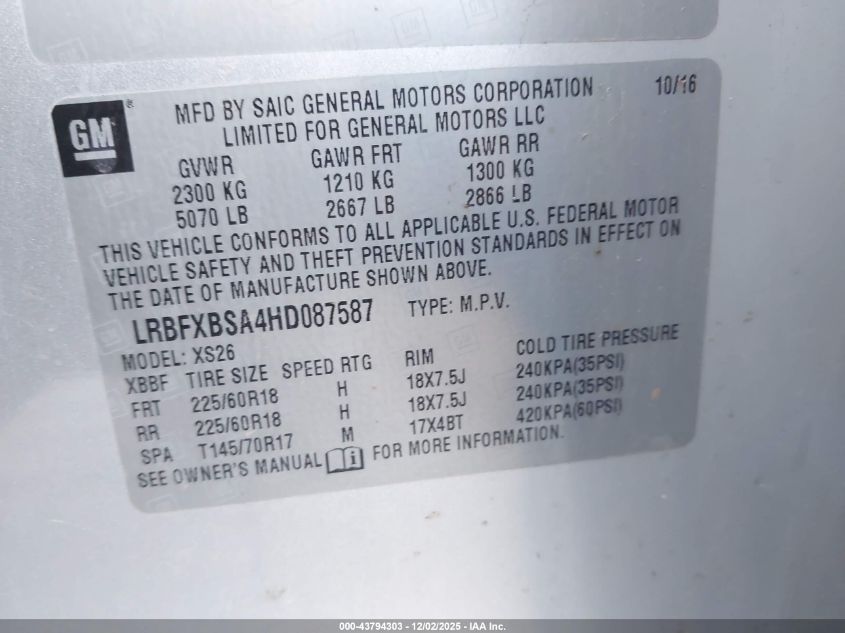 GM ® MFD BY SAIC GENERAL MOTORS CORPORATION 10/16
LIMITED FOR GENERAL MOTORS LLC
GVWR GAWR FRT GAWR RR
2300 KG 1210 KG 1300 KG
5070 LB 2667 LB 2866 LB
THIS VEHICLE CONFORMS TO ALL APPLICABLE U.S. FEDERAL MOTOR
VEHICLE SAFETY AND THEFT PREVENTION STANDARDS IN EFFECT ON
THE DATE OF MANUFACTURE SHOWN ABOVE.
LRBFXBSA4HD087587 TYPE: M.P.V.
MODEL: XS26
XBBF TIRE SIZE SPEED RTG RIM COLD TIRE PRESSURE
FRT 225/60R18 H 18X7.5J 240KPA(35PSI)
RR 225/60R18 H 18X7.5J 240KPA(35PSI)
SPA T145/70R17 M 17X4BT 420KPA(60PSI)
SEE OWNER'S MANUAL i FOR MORE INFORMATION.
000-43794303 - 12/02/2025 - IAA Inc.